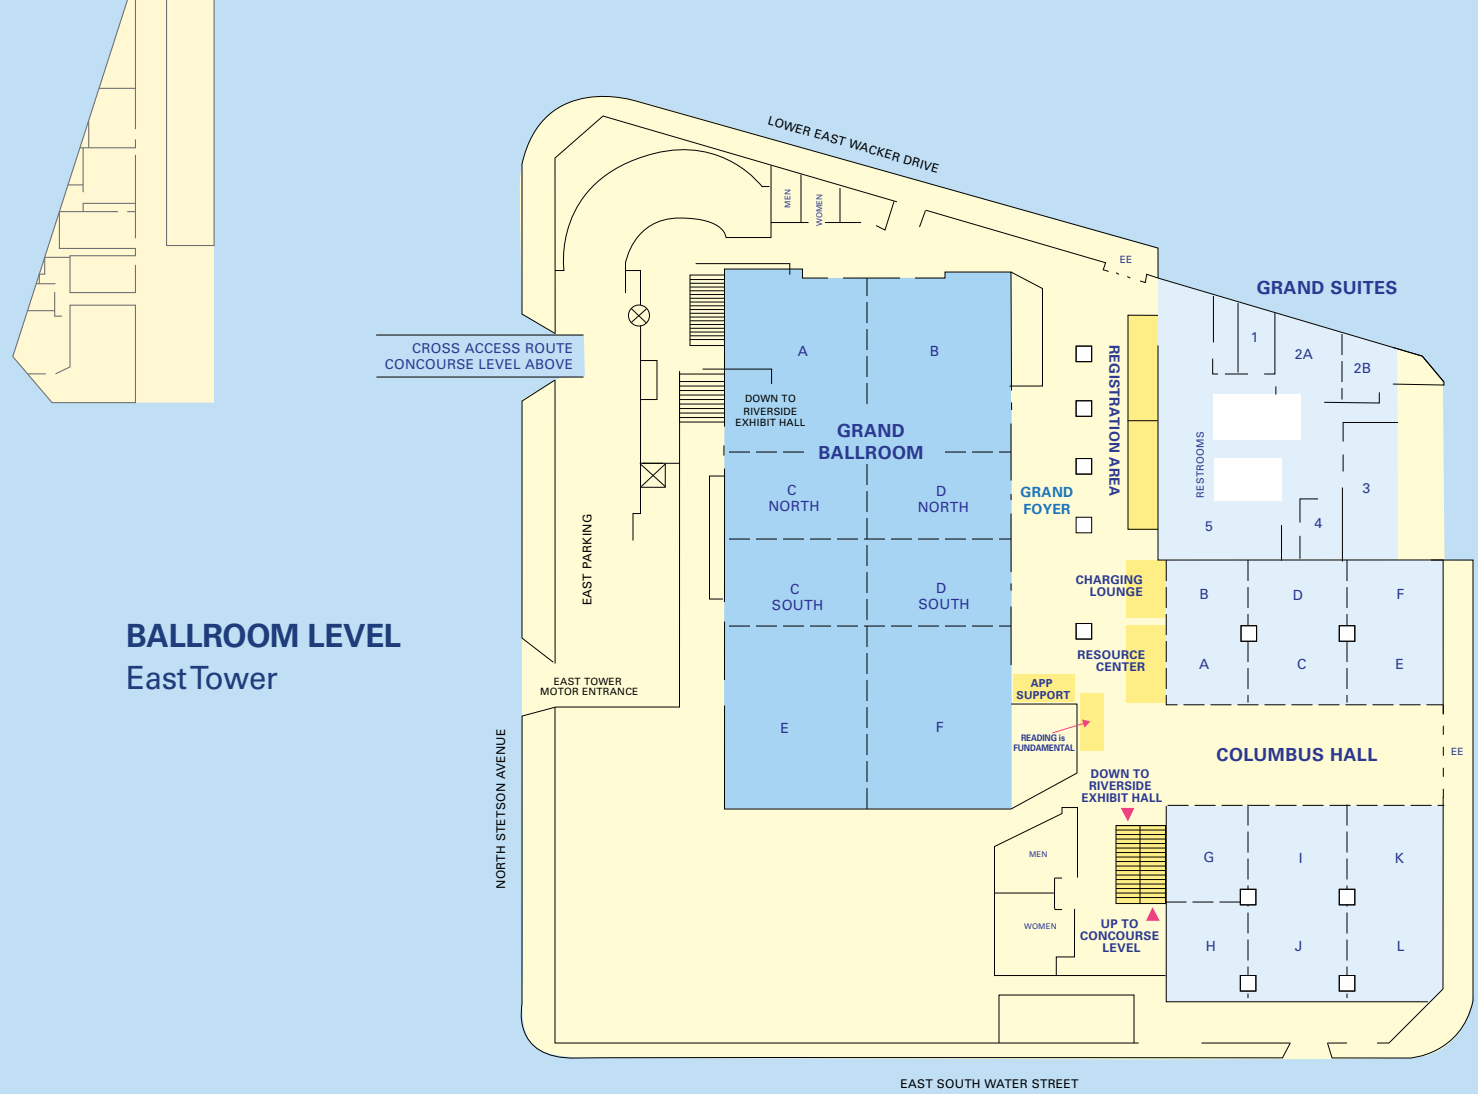 LOWER EAST WACKER DRIVE
MEN
WOMEN
EE
GRAND SUITES
CROSS ACCESS ROUTE
CONCOURSE LEVEL ABOVE
A
B
1
2A
2B
DOWN TO
RIVERSIDE
EXHIBIT HALL
GRAND
BALLROOM
REGISTRATION AREA
RESTROOMS
3
4
5
C
NORTH
D
NORTH
GRAND
FOYER
EAST PARKING
C
SOUTH
D
SOUTH
CHARGING
LOUNGE
B
D
F
BALLROOM LEVEL
East Tower
RESOURCE
CENTER
A
C
E
EAST TOWER
MOTOR ENTRANCE
APP
SUPPORT
E
F
READING is
FUNDAMENTAL
COLUMBUS HALL
EE
NORTH STETSON AVENUE
DOWN TO
RIVERSIDE
EXHIBIT HALL
MEN
G
I
K
WOMEN
UP TO
CONCOURSE
LEVEL
H
J
L
EAST SOUTH WATER STREET